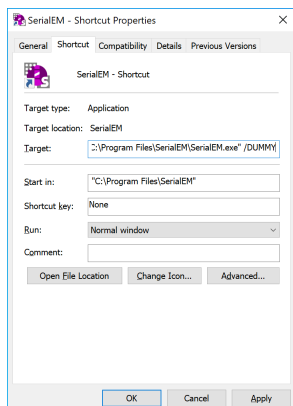 SerialEM - Shortcut Properties
General Shortcut Compatibility Details Previous Versions
SerialEM - Shortcut
Target type: Application
Target location: SerialEM
Target: :\Program Files\SerialEM\SerialEM.exe" /DUMMY
Start in: "C:\Program Files\SerialEM"
Shortcut key: None
Run: Normal window
Comment:
Open File Location Change Icon... Advanced...
OK Cancel Apply